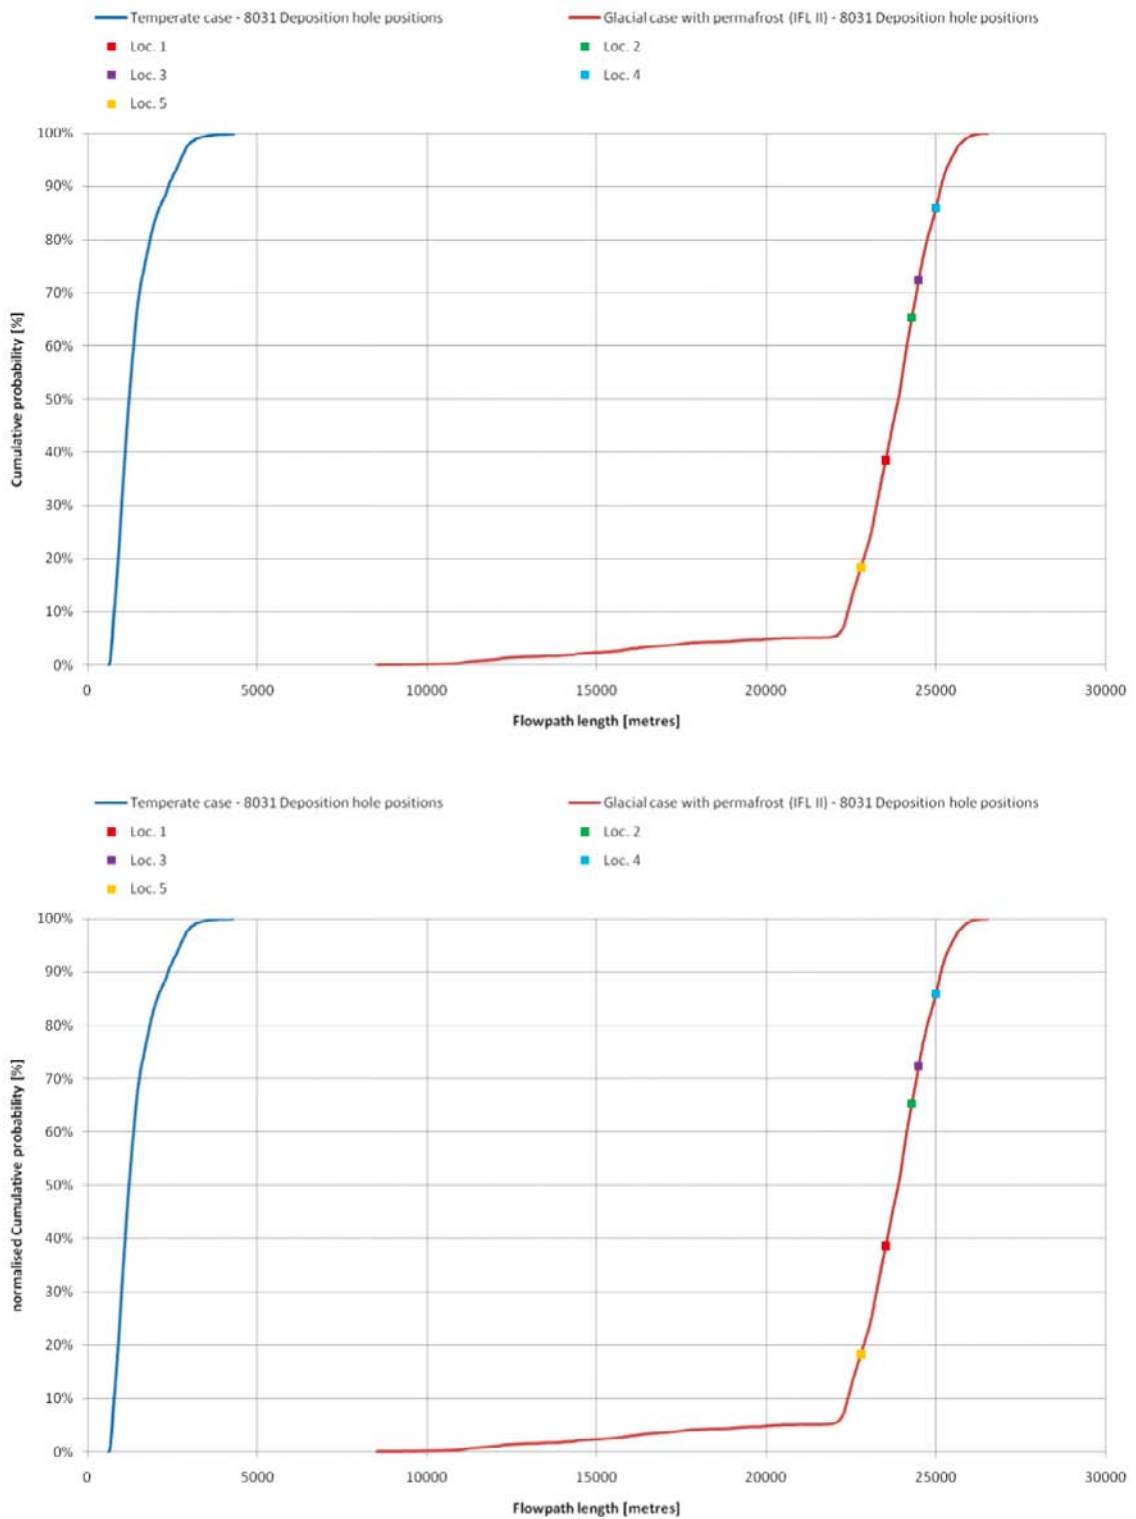 Temperate case - 8031 Deposition hole positions
Glacial case with permafrost (IFL II) - 8031 Deposition hole positions
Loc. 1
Loc. 2
Loc. 3
Loc. 4
Loc. 5
100%
90%
80%
70%
60%
50%
40%
30%
20%
10%
0%
Cumulative probability [%]
0
5000
10000
15000
20000
25000
30000
Flowpath length [metres]
Temperate case - 8031 Deposition hole positions
Glacial case with permafrost (IFL II) - 8031 Deposition hole positions
Loc. 1
Loc. 2
Loc. 3
Loc. 4
Loc. 5
100%
90%
80%
70%
60%
50%
40%
30%
20%
10%
0%
normalised Cumulative probability [%]
0
5000
10000
15000
20000
25000
30000
Flowpath length [metres]